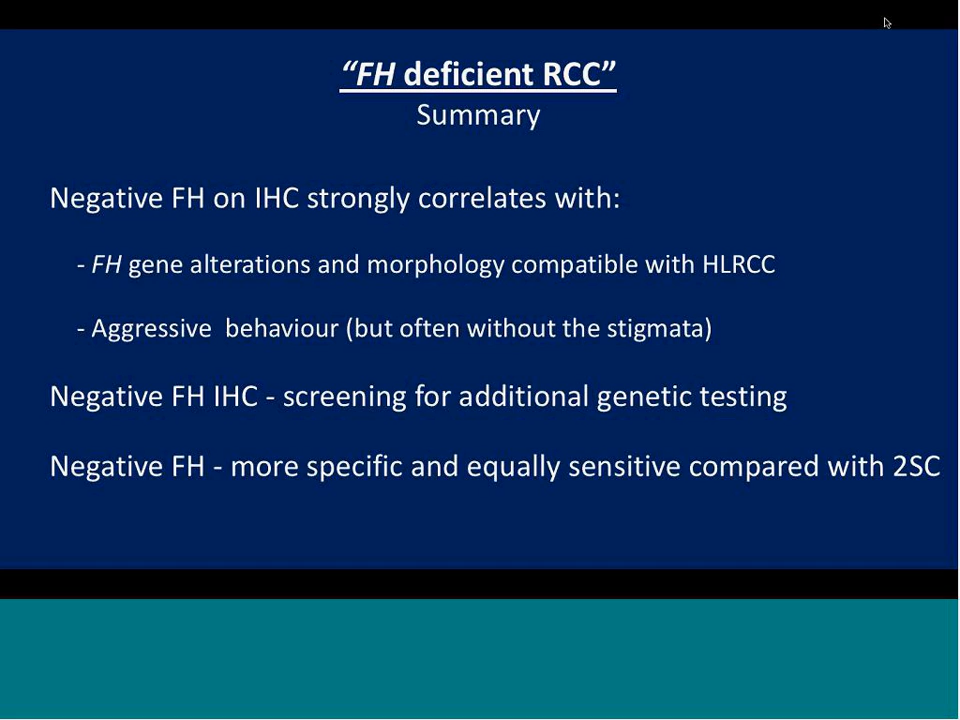 “FH deficient RCC”
Summary
Negative FH on IHC strongly correlates with:
- FH gene alterations and morphology compatible with HLRCC
- Aggressive  behaviour (but often without the stigmata)
Negative FH IHC - screening for additional genetic testing
Negative FH - more specific and equally sensitive compared with 2SC